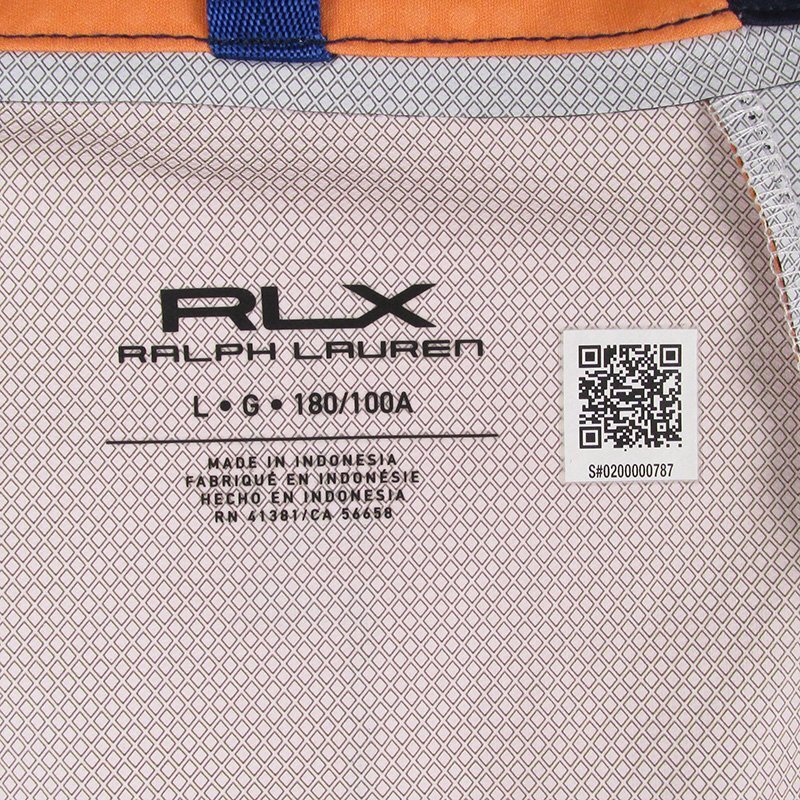 RLX
RALPH LAUREN
L • G • 180/100A
MADE IN INDONESIA
FABRIQUÉ EN INDONÉSIE
HECHO EN INDONESIA
RN 41381/CA 56658
S#0200000787